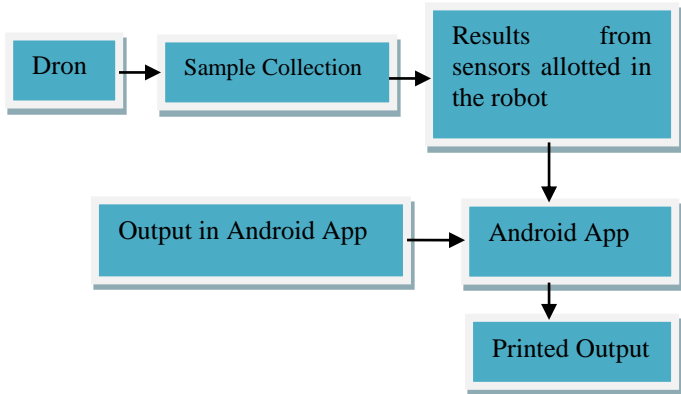 Dron
Sample Collection
Results from
sensors allotted in
the robot
Output in Android App
Android App
Printed Output